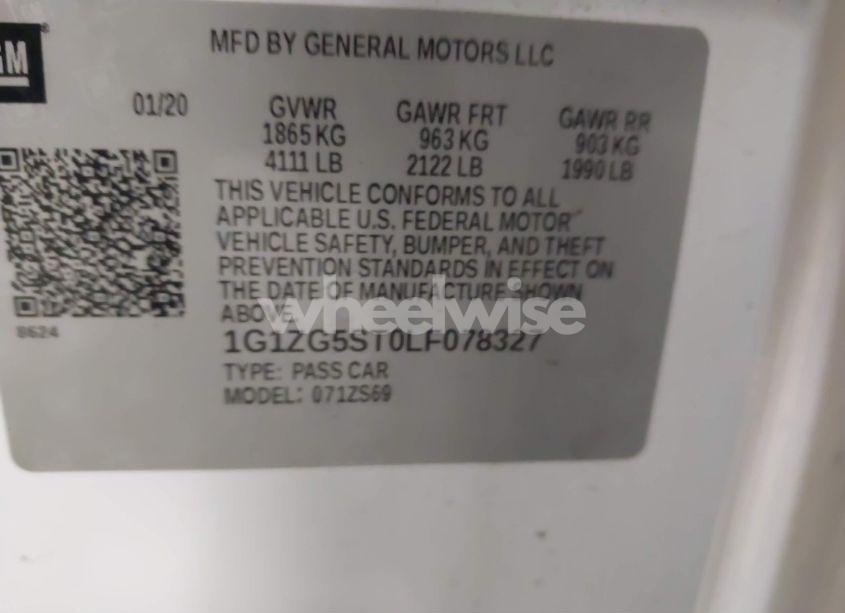 GM
MFD BY GENERAL MOTORS LLC
01/20 GVWR GAWR FRT GAWR RR
1865 KG 963 KG 903 KG
4111 LB 2122 LB 1990 LB
THIS VEHICLE CONFORMS TO ALL
APPLICABLE U.S. FEDERAL MOTOR
VEHICLE SAFETY, BUMPER, AND THEFT
PREVENTION STANDARDS IN EFFECT ON
THE DATE OF MANUFACTURE SHOWN
ABOVE.
wheelwise
8624
1G1ZG5ST0LF078327
TYPE: PASS CAR
MODEL: 071ZS69